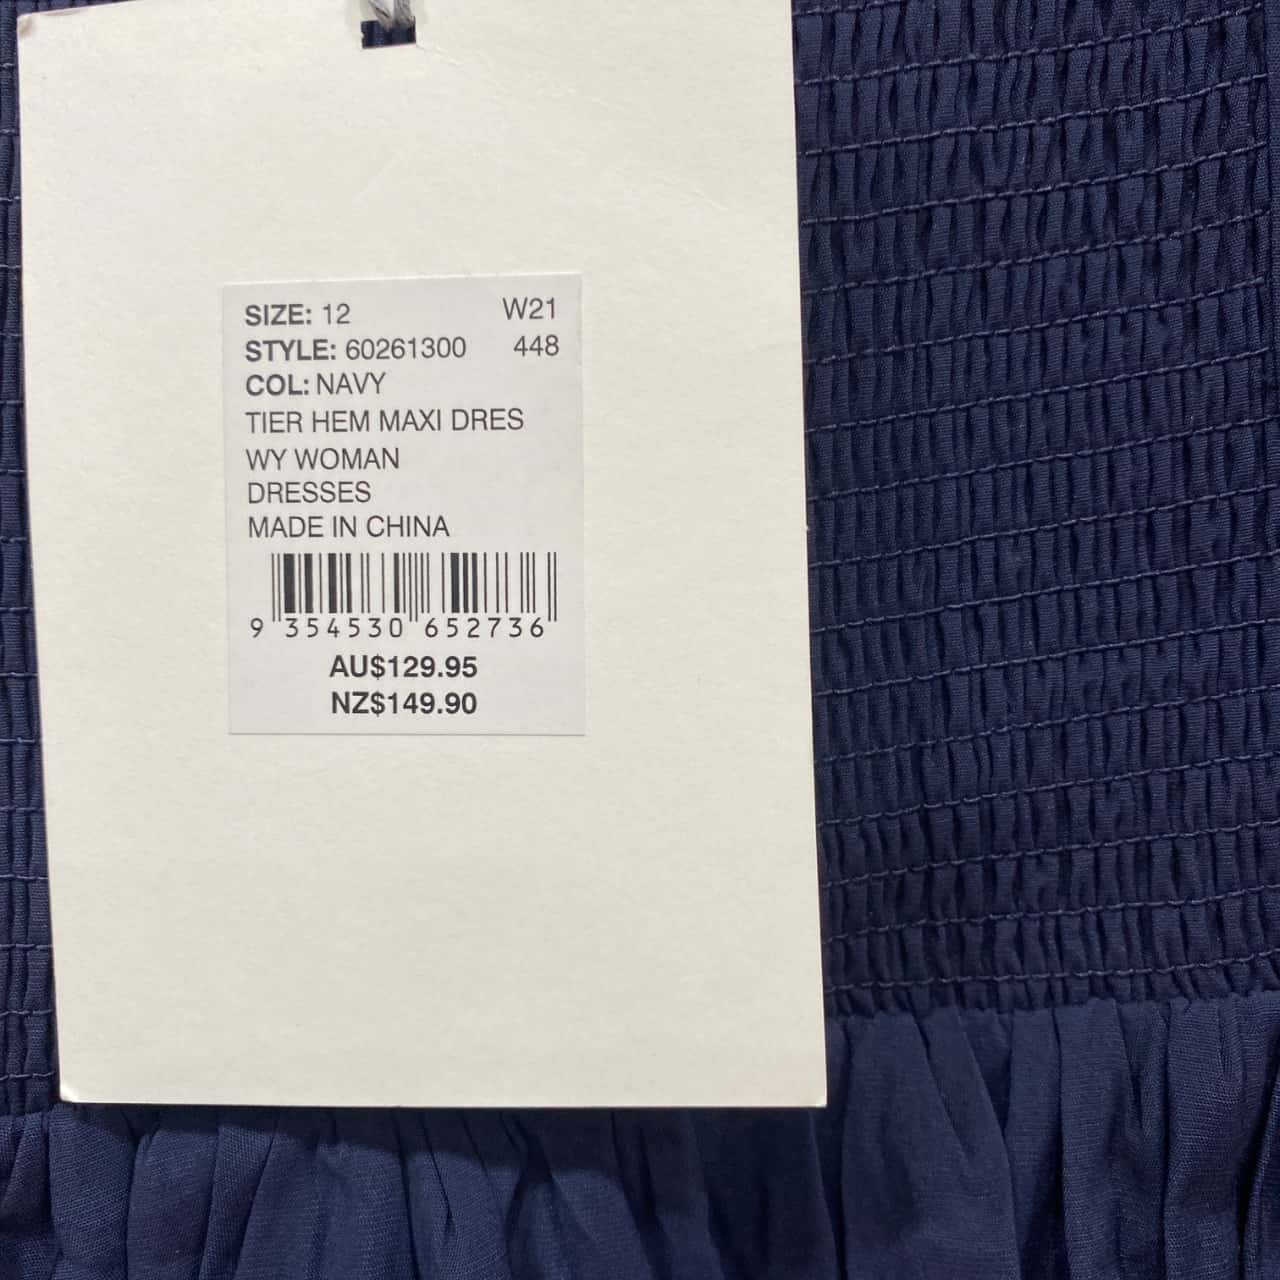 SIZE: 12 W21
STYLE: 60261300 448
COL: NAVY
TIER HEM MAXI DRES
WY WOMAN
DRESSES
MADE IN CHINA
9 354530 652736
AU$129.95
NZ$149.90